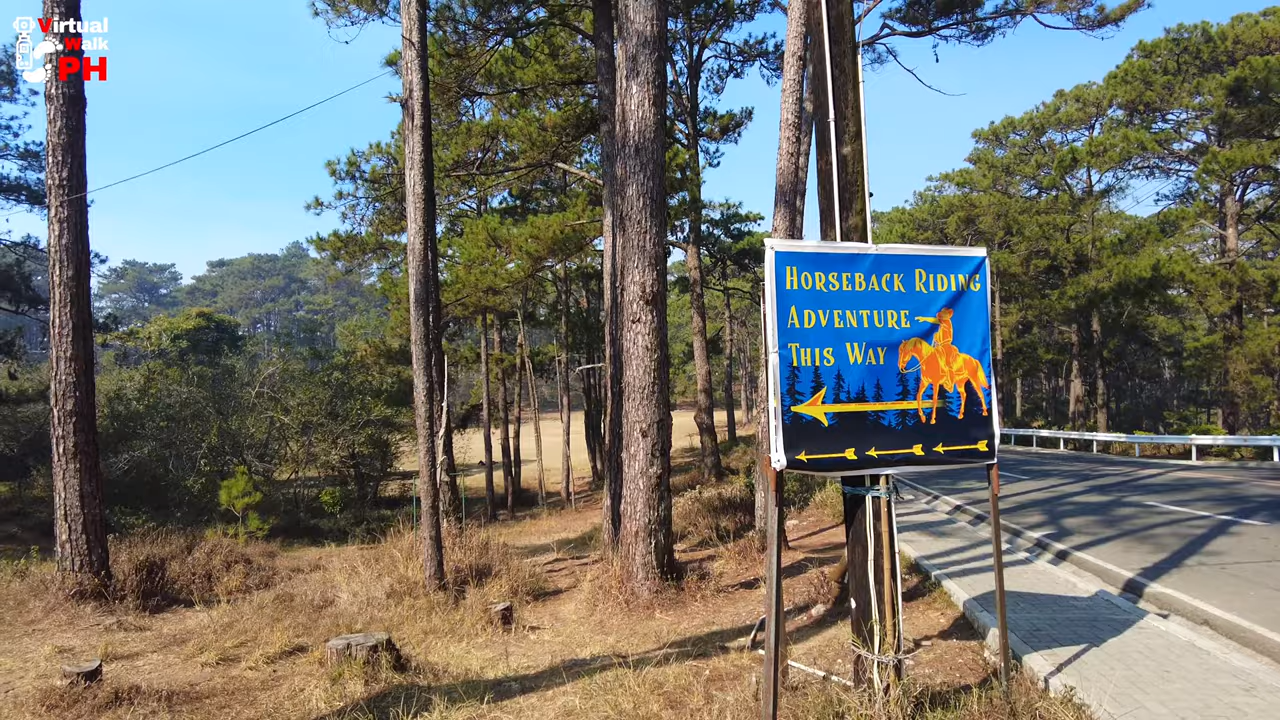 Virtual
Walk
PH
HORSEBACK RIDING
ADVENTURE
THIS WAY